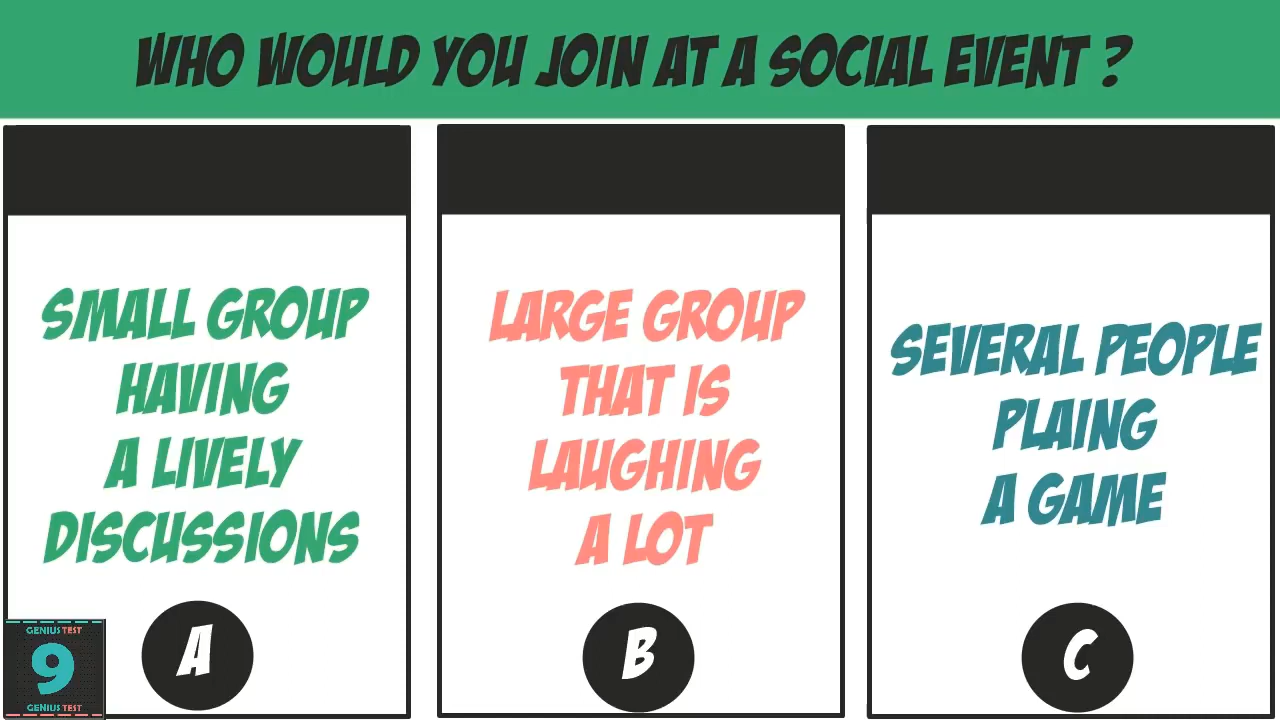 WHO WOULD YOU JOIN AT A SOCIAL EVENT ?
SMALL GROUP
HAVING
A LIVELY
DISCUSSIONS
A
LARGE GROUP
THAT IS
LAUGHING
A LOT
B
SEVERAL PEOPLE
PLAING
A GAME
C
GENIUS TEST
9
GENIUS TEST